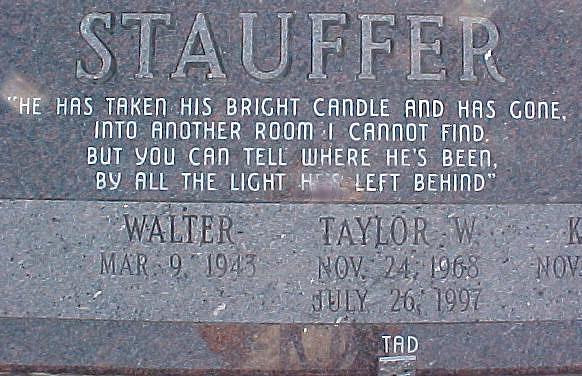 STAUFFER
"HE HAS TAKEN HIS BRIGHT CANDLE AND HAS GONE,
INTO ANOTHER ROOM I CANNOT FIND.
BUT YOU CAN TELL WHERE HE'S BEEN,
BY ALL THE LIGHT HE'S LEFT BEHIND"
WALTER TAYLOR W. K
MAR. 9, 1943 NOV. 24, 1968 NOV
JULY 26, 1997
TAD